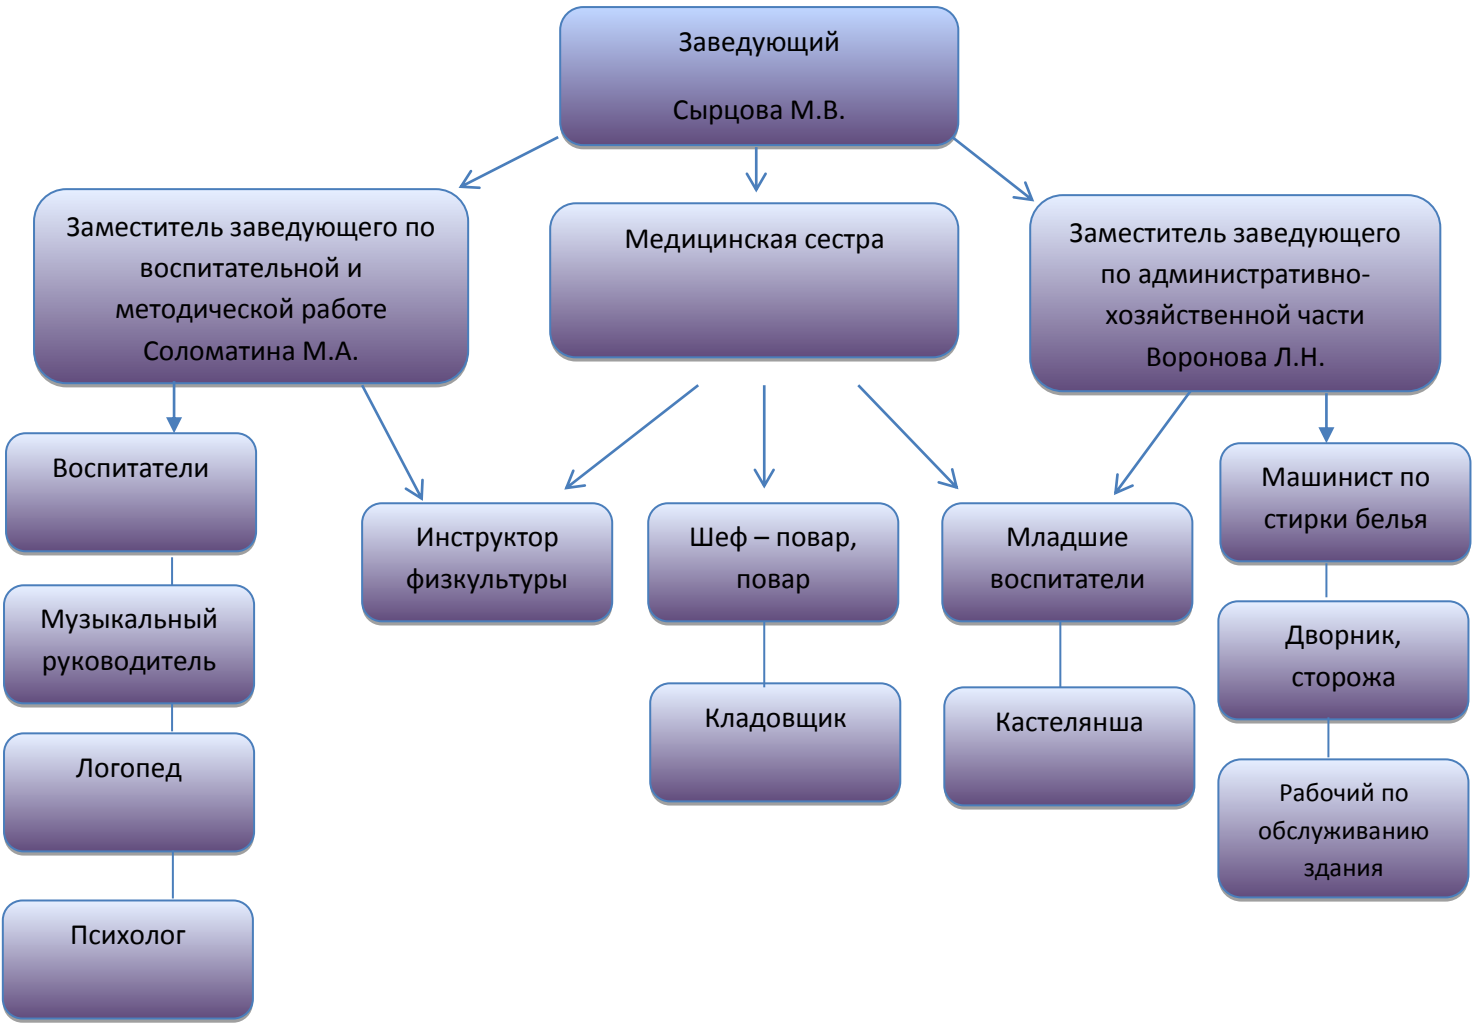 Заведующий
Сырцова М.В.
Заместитель заведующего по
воспитательной и
методической работе
Соломатина М.А.
Медицинская сестра
Заместитель заведующего
по административно-
хозяйственной части
Воронова Л.Н.
Воспитатели
Музыкальный
руководитель
Логопед
Психолог
Инструктор
физкультуры
Шеф – повар,
повар
Кладовщик
Младшие
воспитатели
Кастелянша
Машинист по
стирки белья
Дворник,
сторожа
Рабочий по
обслуживанию
здания